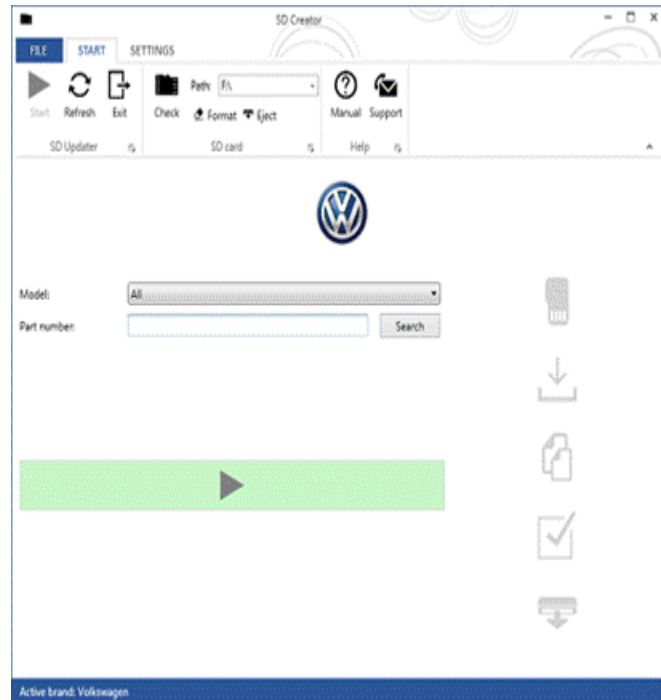 SD Creator
FILE START SETTINGS
Start Refresh Exit Check Path: F:\ Format Eject Manual Support
SD Updater SD card Help
Model: All
Part number: Search
Active brand: Volkswagen